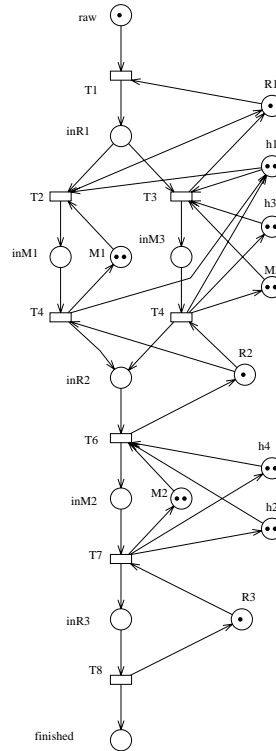 raw
T1
R1
inR1
h1
T2
T3
h3
inM1
M1
inM3
T4
T4
R2
inR2
T6
h4
inM2
M2
h2
T7
inR3
R3
T8
finished